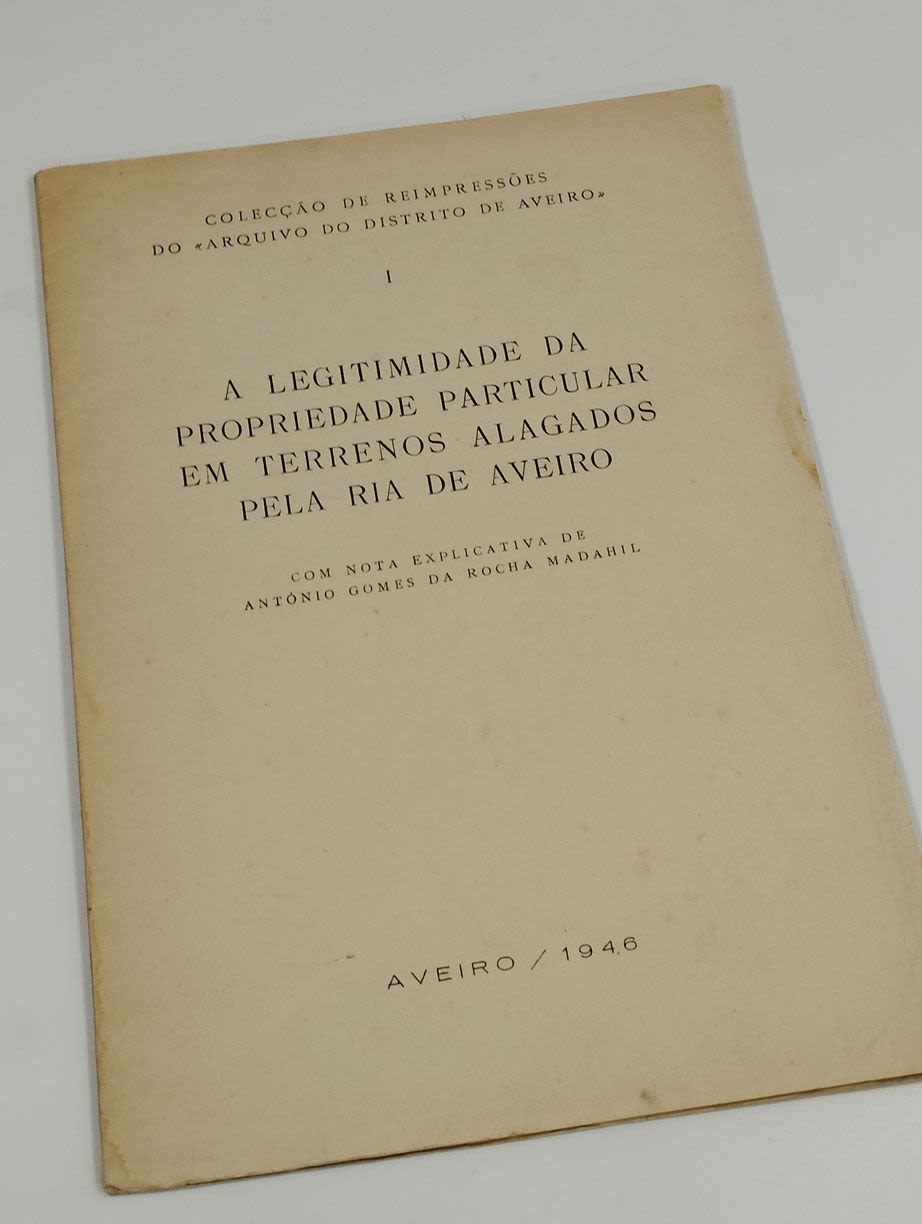 COLECÇÃO DE REIMPRESSÕES
DO «ARQUIVO DO DISTRITO DE AVEIRO»
I
A LEGITIMIDADE DA
PROPRIEDADE PARTICULAR
EM TERRENOS ALAGADOS
PELA RIA DE AVEIRO
COM NOTA EXPLICATIVA DE
ANTÓNIO GOMES DA ROCHA MADAHIL
AVEIRO / 1946